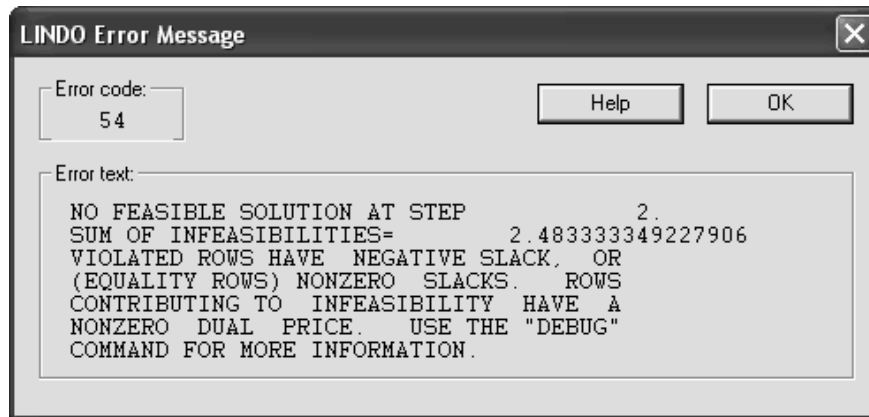 LINDO Error Message
Error code:
54
Help
OK
Error text:
NO FEASIBLE SOLUTION AT STEP 2.
SUM OF INFEASIBILITIES= 2.483333349227906
VIOLATED ROWS HAVE NEGATIVE SLACK, OR
(EQUALITY ROWS) NONZERO SLACKS. ROWS
CONTRIBUTING TO INFEASIBILITY HAVE A
NONZERO DUAL PRICE. USE THE "DEBUG"
COMMAND FOR MORE INFORMATION.